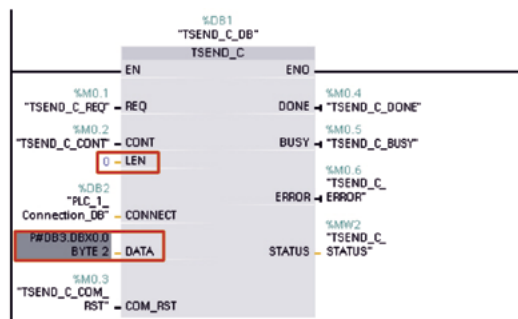 %DB1
"TSEND_C_DB"
TSEND_C
EN ENO
%M0.1
"TSEND_C_REQ" REQ
%M0.4
DONE "TSEND_C_DONE"
%M0.2
"TSEND_C_CONT" CONT
%M0.5
BUSY "TSEND_C_BUSY"
0 LEN
%M0.6
"TSEND_C_
ERROR ERROR"
%DB2
"PLC_1_
Connection_DB" CONNECT
%MW2
"TSEND_C_
STATUS STATUS"
P#DB3.DBX0.0
BYTE 2 DATA
%M0.3
"TSEND_C_COM_
RST" COM_RST